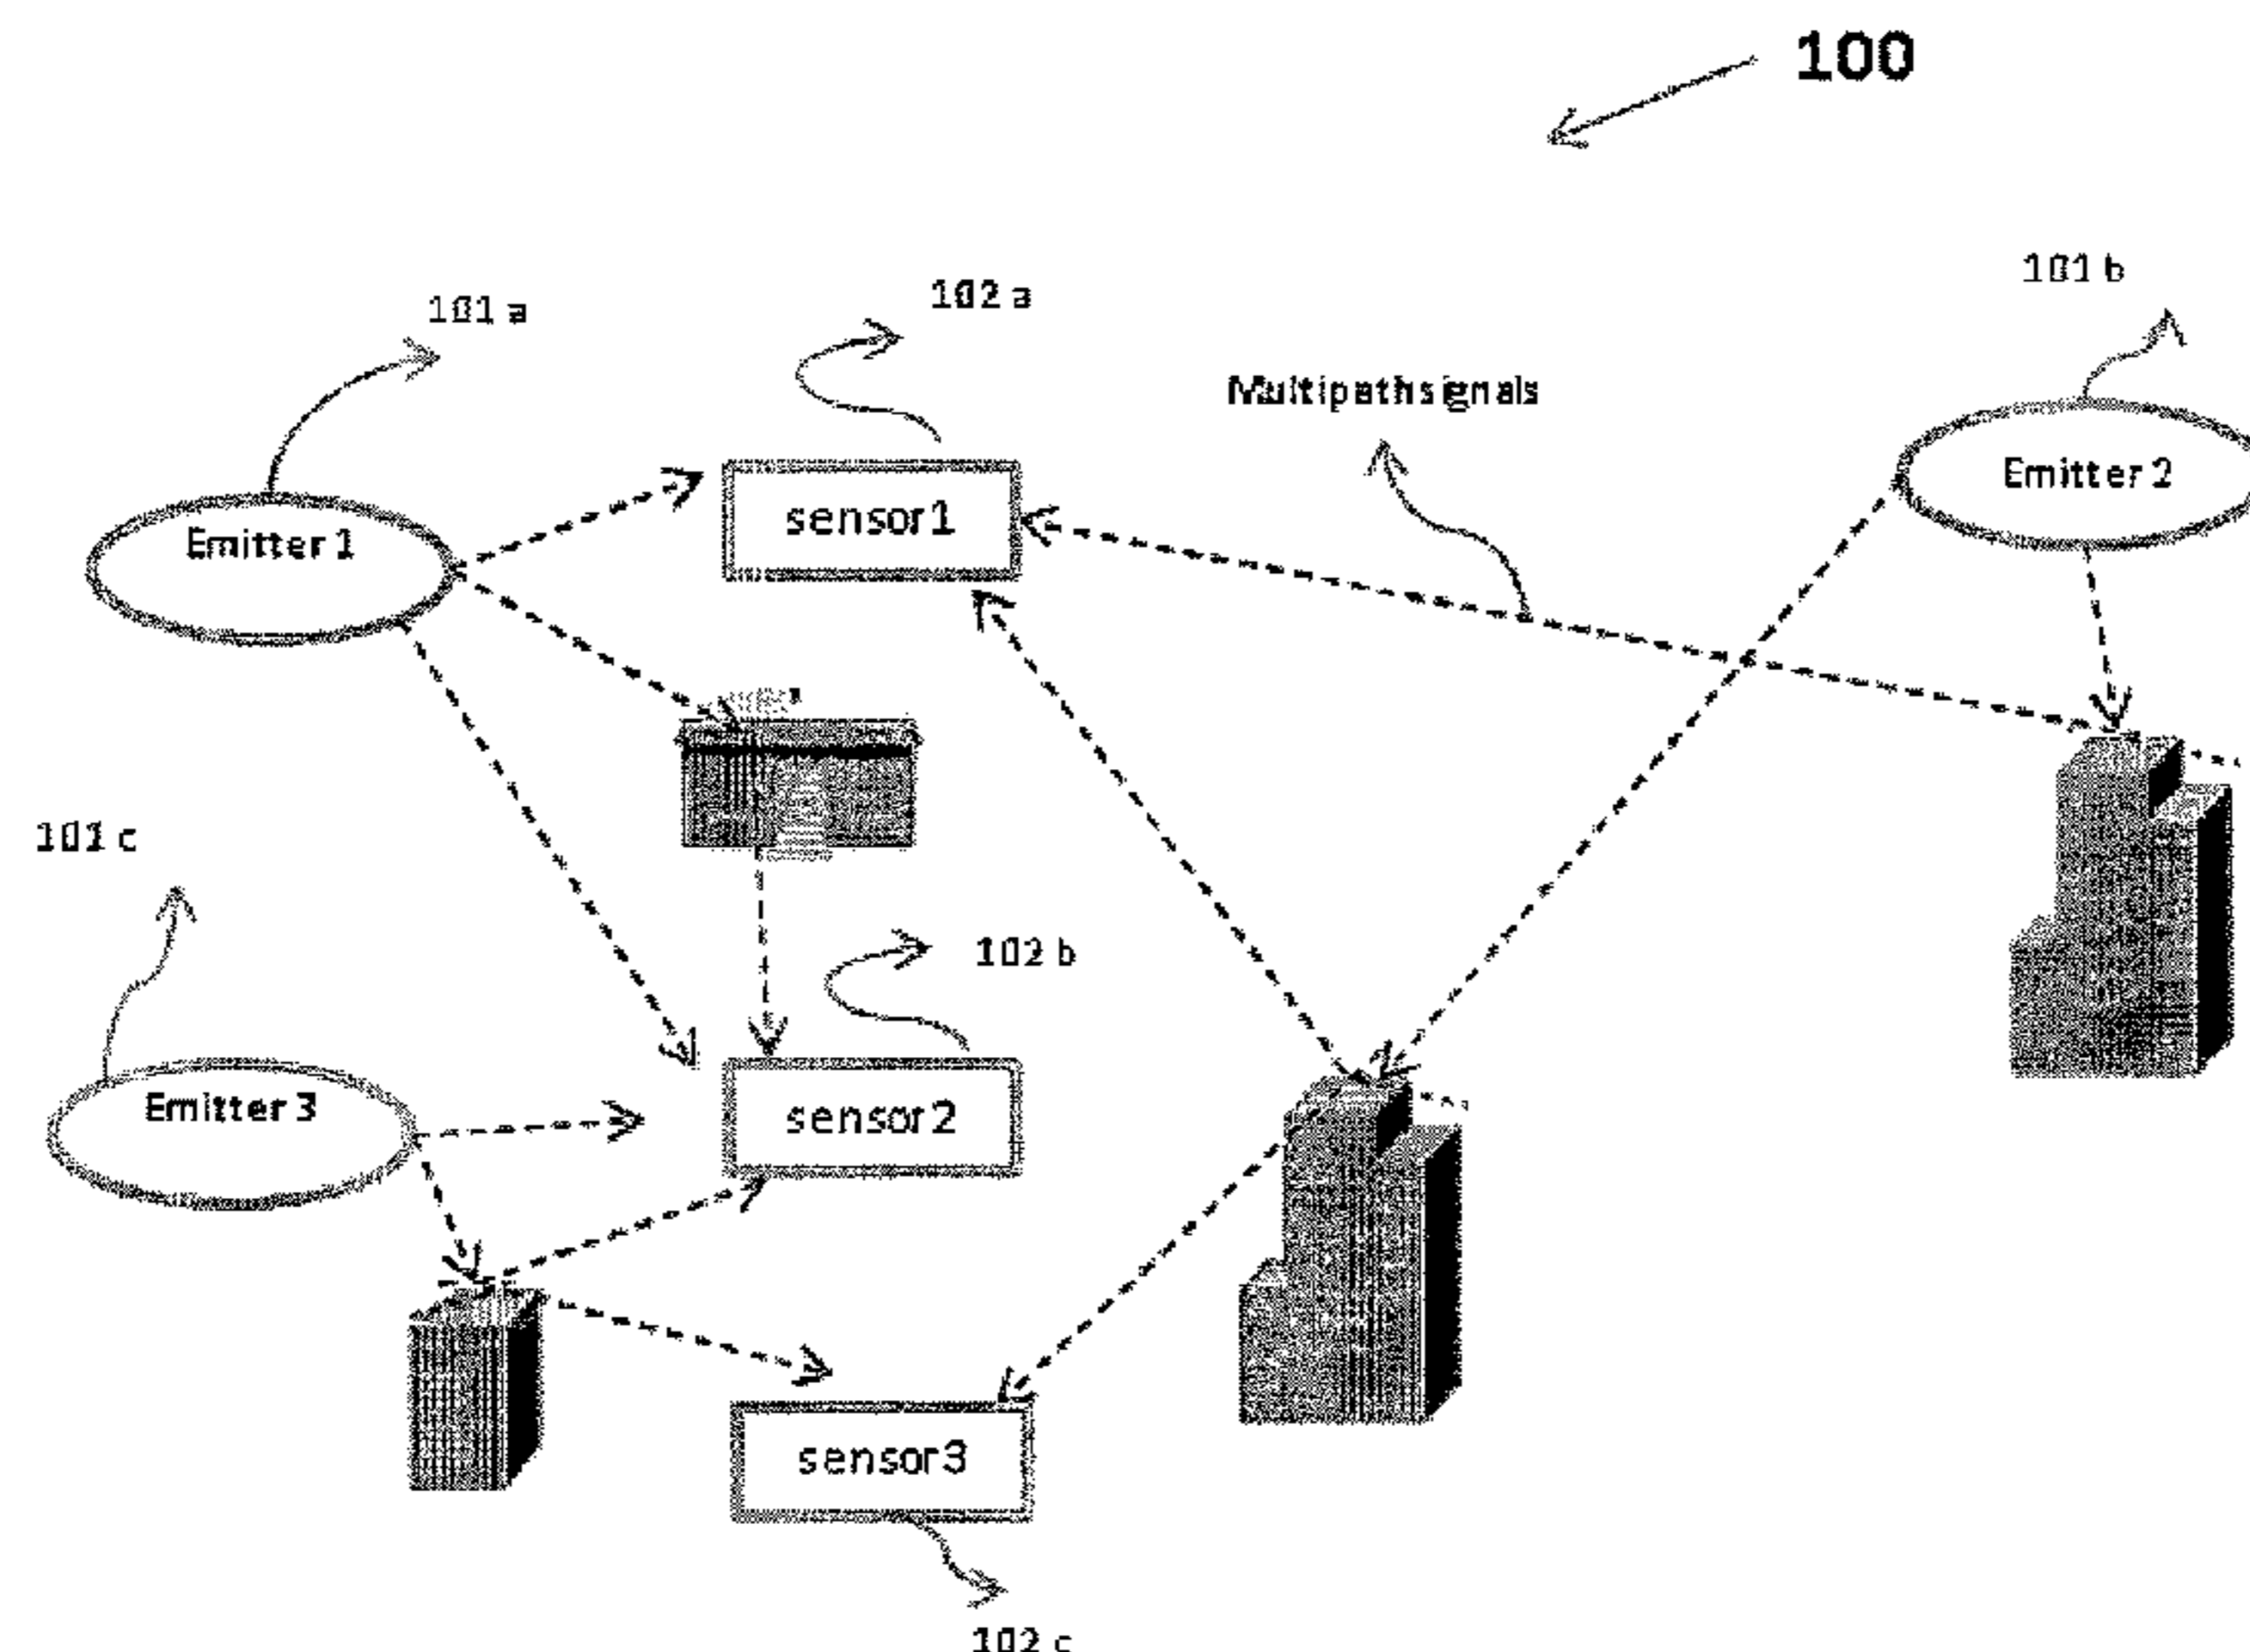 100
101 b
101 a
102 a
Multipath signals
Emitter 2
sensor1
Emitter 1
101 c
102 b
Emitter 3
sensor2
sensor3
102 c